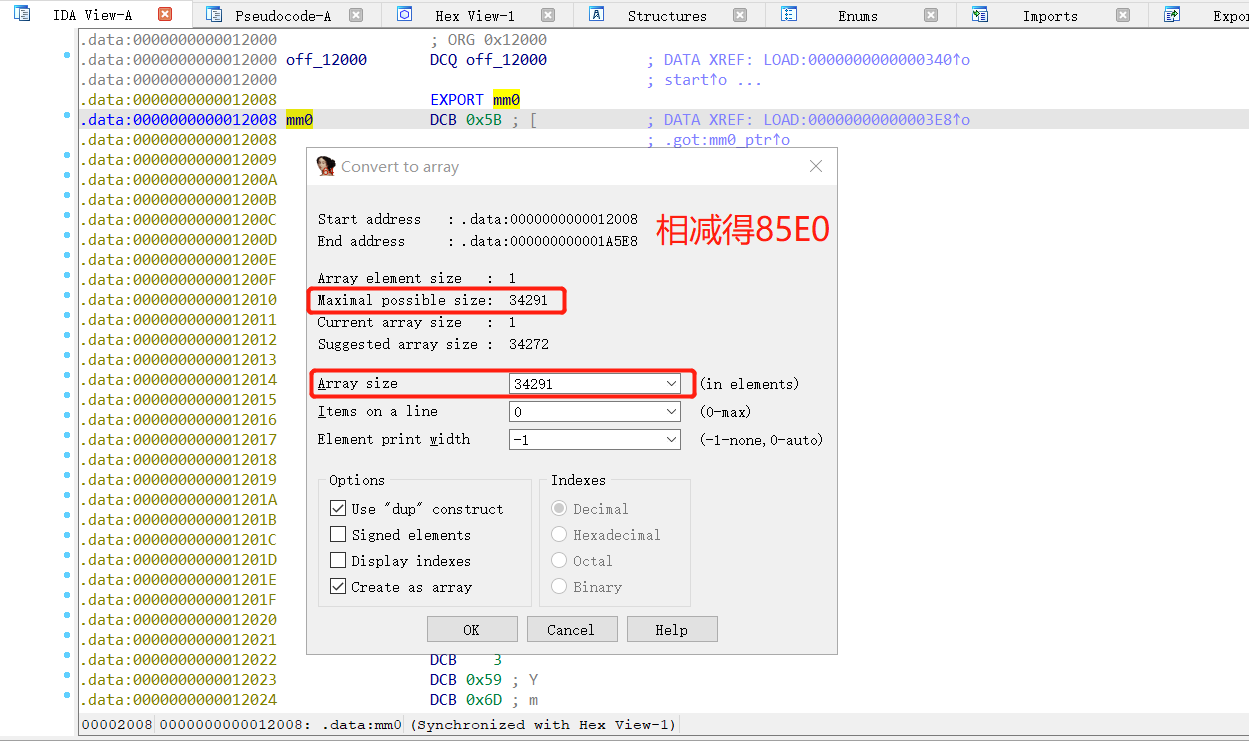 IDA View-A Pseudocode-A Hex View-1 Structures Enums Imports Expo
.data:0000000000012000 ; ORG 0x12000
.data:0000000000012000 off_12000 DCQ off_12000 ; DATA XREF: LOAD:0000000000000340↑o
.data:0000000000012000 ; start↑o ...
.data:0000000000012008 EXPORT mm0
.data:0000000000012008 mm0 DCB 0x5B ; [ ; DATA XREF: LOAD:00000000000003E8↑o
.data:0000000000012008 ; .got:mm0_ptr↑o
.data:0000000000012009
.data:000000000001200A
.data:000000000001200B
.data:000000000001200C
.data:000000000001200D
.data:000000000001200E
.data:000000000001200F
.data:0000000000012010
.data:0000000000012011
.data:0000000000012012
.data:0000000000012013
.data:0000000000012014
.data:0000000000012015
.data:0000000000012016
.data:0000000000012017
.data:0000000000012018
.data:0000000000012019
.data:000000000001201A
.data:000000000001201B
.data:000000000001201C
.data:000000000001201D
.data:000000000001201E
.data:000000000001201F
.data:0000000000012020
.data:0000000000012021
.data:0000000000012022 DCB 3
.data:0000000000012023 DCB 0x59 ; Y
.data:0000000000012024 DCB 0x6D ; m
Convert to array
Start address : .data:0000000000012008
End address : .data:000000000001A5E8
相减得85E0
Array element size : 1
Maximal possible size: 34291
Current array size : 1
Suggested array size : 34272
Array size 34291 (in elements)
Items on a line 0 (0-max)
Element print width -1 (-1-none,0-auto)
Options
Use "dup" construct
Signed elements
Display indexes
Create as array
Indexes
Decimal
Hexadecimal
Octal
Binary
OK Cancel Help
00002008 0000000000012008: .data:mm0 (Synchronized with Hex View-1)